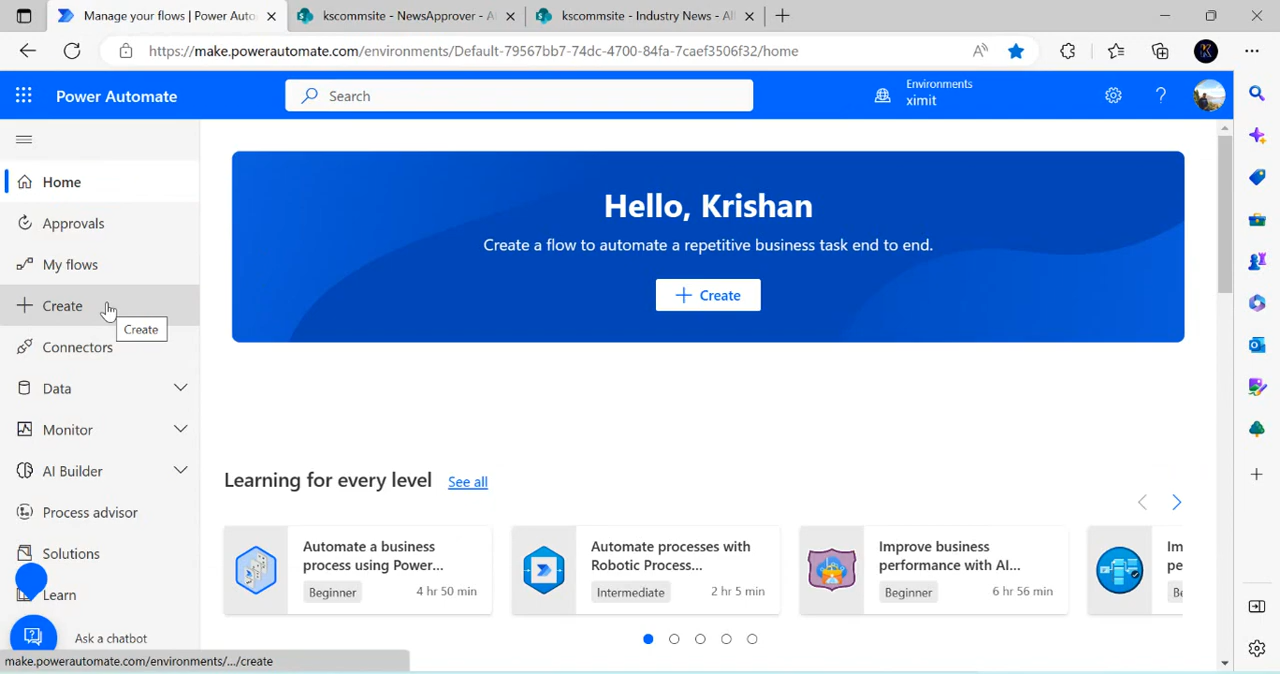 Manage your flows | Power Auto
kscommsite - NewsApprover - A
kscommsite - Industry News - Al
https://make.powerautomate.com/environments/Default-79567bb7-74dc-4700-84fa-7caef3506f32/home
Power Automate
Search
Environments
ximit
Home
Approvals
My flows
Create
Create
Connectors
Data
Monitor
AI Builder
Process advisor
Solutions
Learn
Ask a chatbot
make.powerautomate.com/environments/.../create
Hello, Krishan
Create a flow to automate a repetitive business task end to end.
Create
Learning for every level See all
Automate a business
process using Power...
Beginner 4 hr 50 min
Automate processes with
Robotic Process...
Intermediate 2 hr 5 min
Improve business
performance with AI...
Beginner 6 hr 56 min
Im
pe
Be